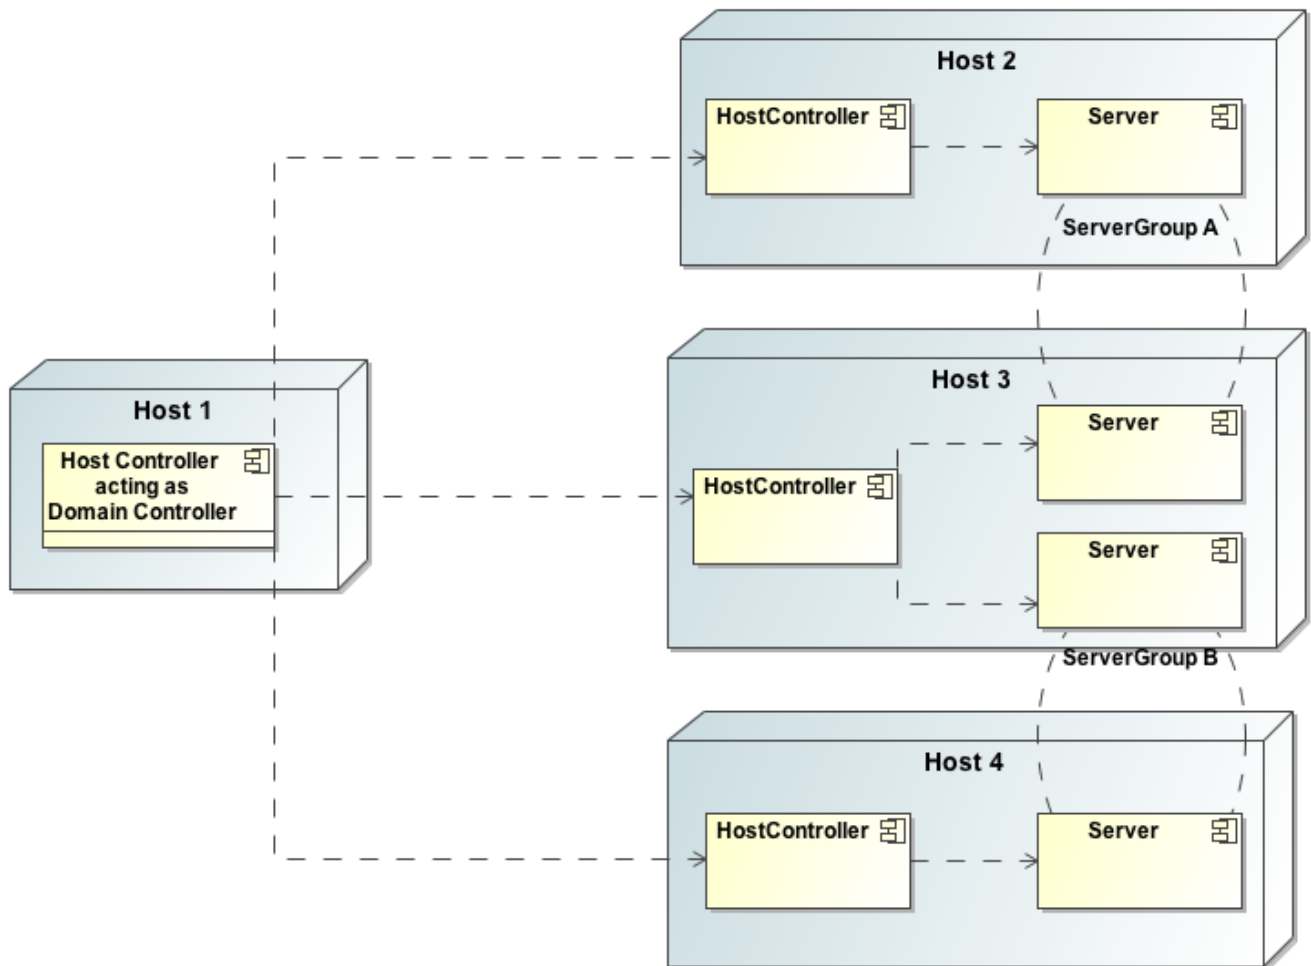 Host 2
HostController
Server
ServerGroup A
Host 1
Host Controller
acting as
Domain Controller
Host 3
HostController
Server
Server
ServerGroup B
Host 4
HostController
Server